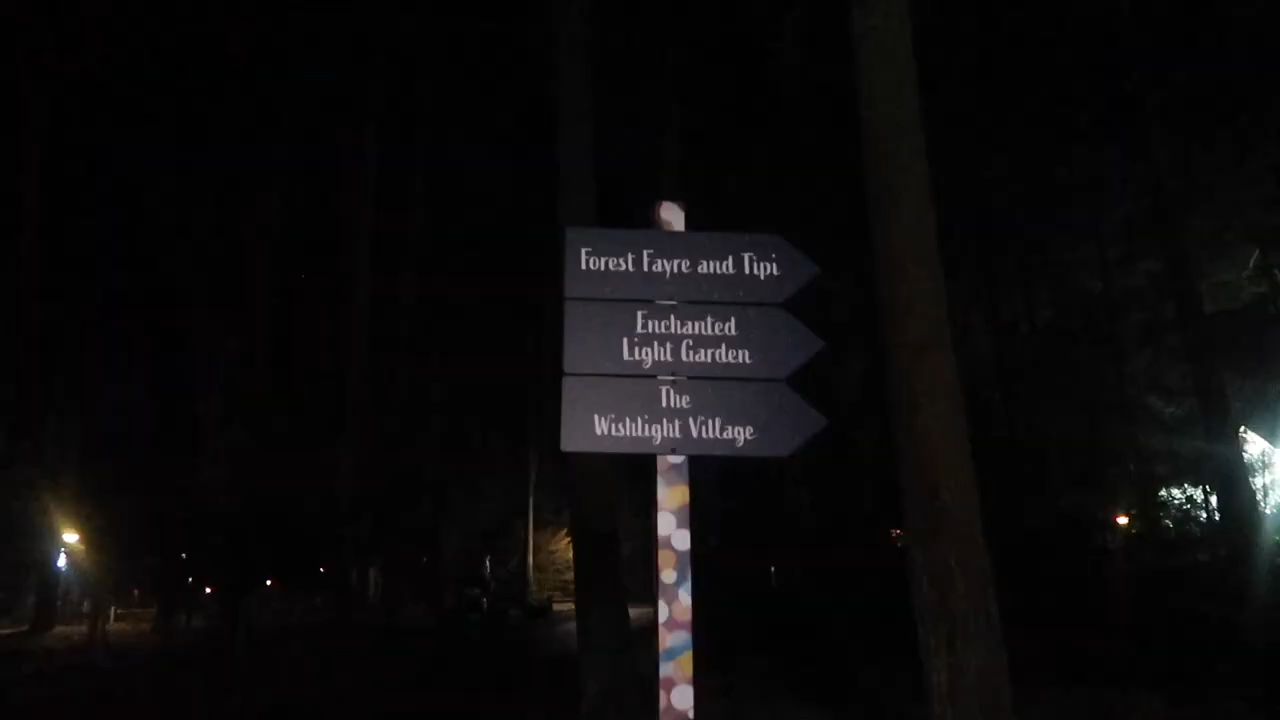 Forest Fayre and Tipi
Enchanted
Light Garden
The
Wishlight Village